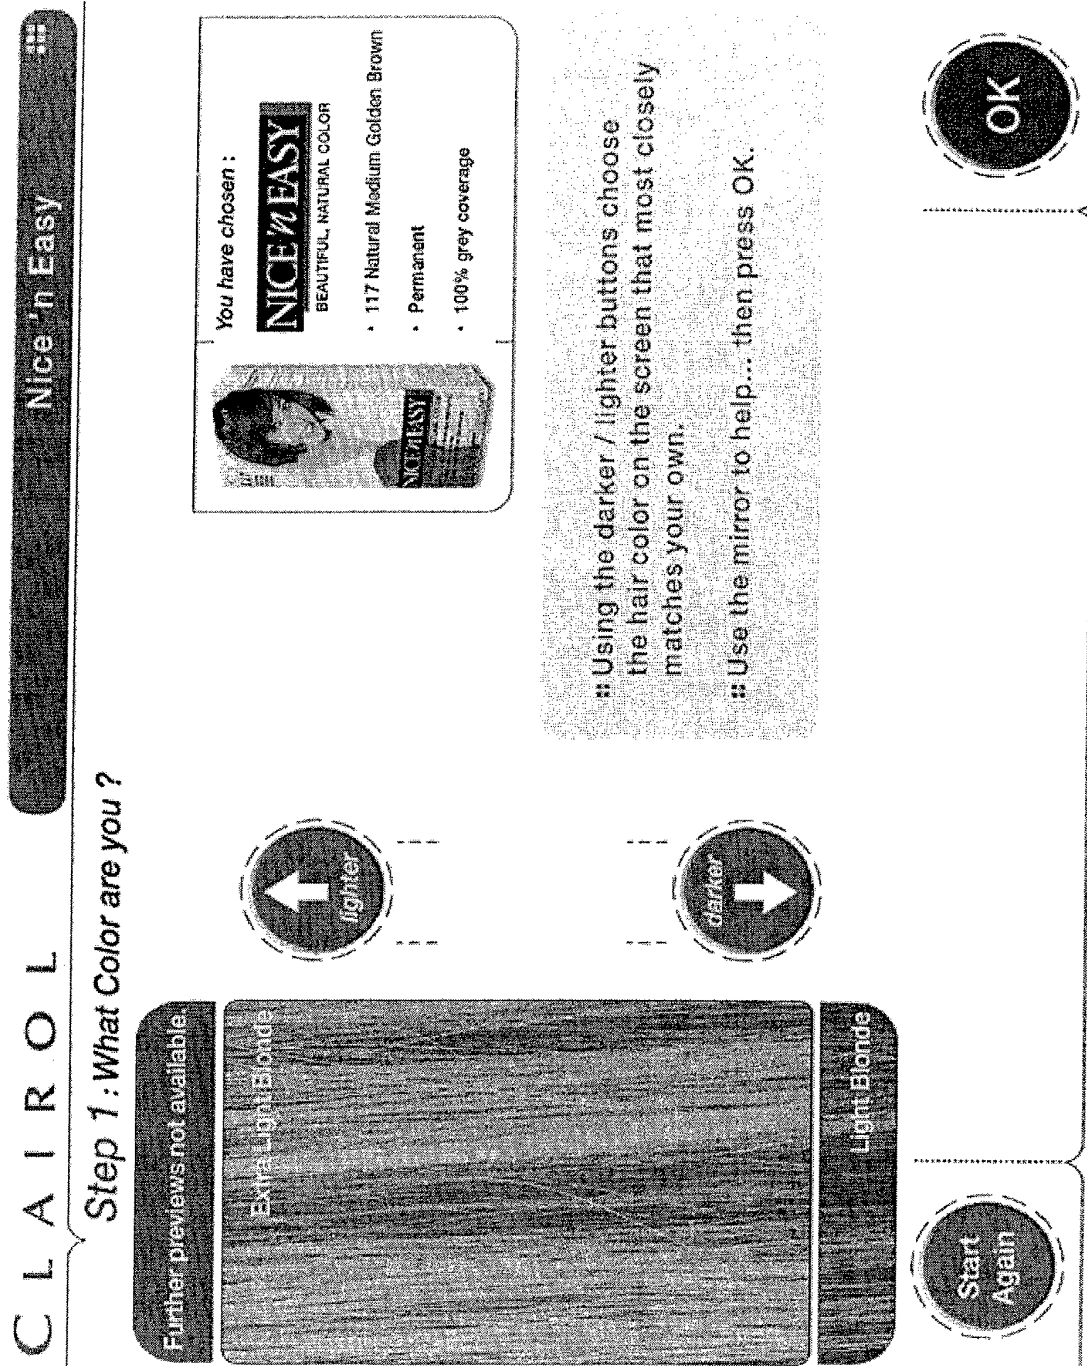 CLAIROL
Nice 'n Easy
Step 1 : What Color are you ?
Further previews not available.
Extra Light Blonde
Light Blonde
lighter
darker
You have chosen :
NICE n EASY
BEAUTIFUL, NATURAL COLOR
• 117 Natural Medium Golden Brown
• Permanent
• 100% grey coverage
NICE n EASY
Using the darker / lighter buttons choose
the hair color on the screen that most closely
matches your own.
Use the mirror to help... then press OK.
Start
Again
OK